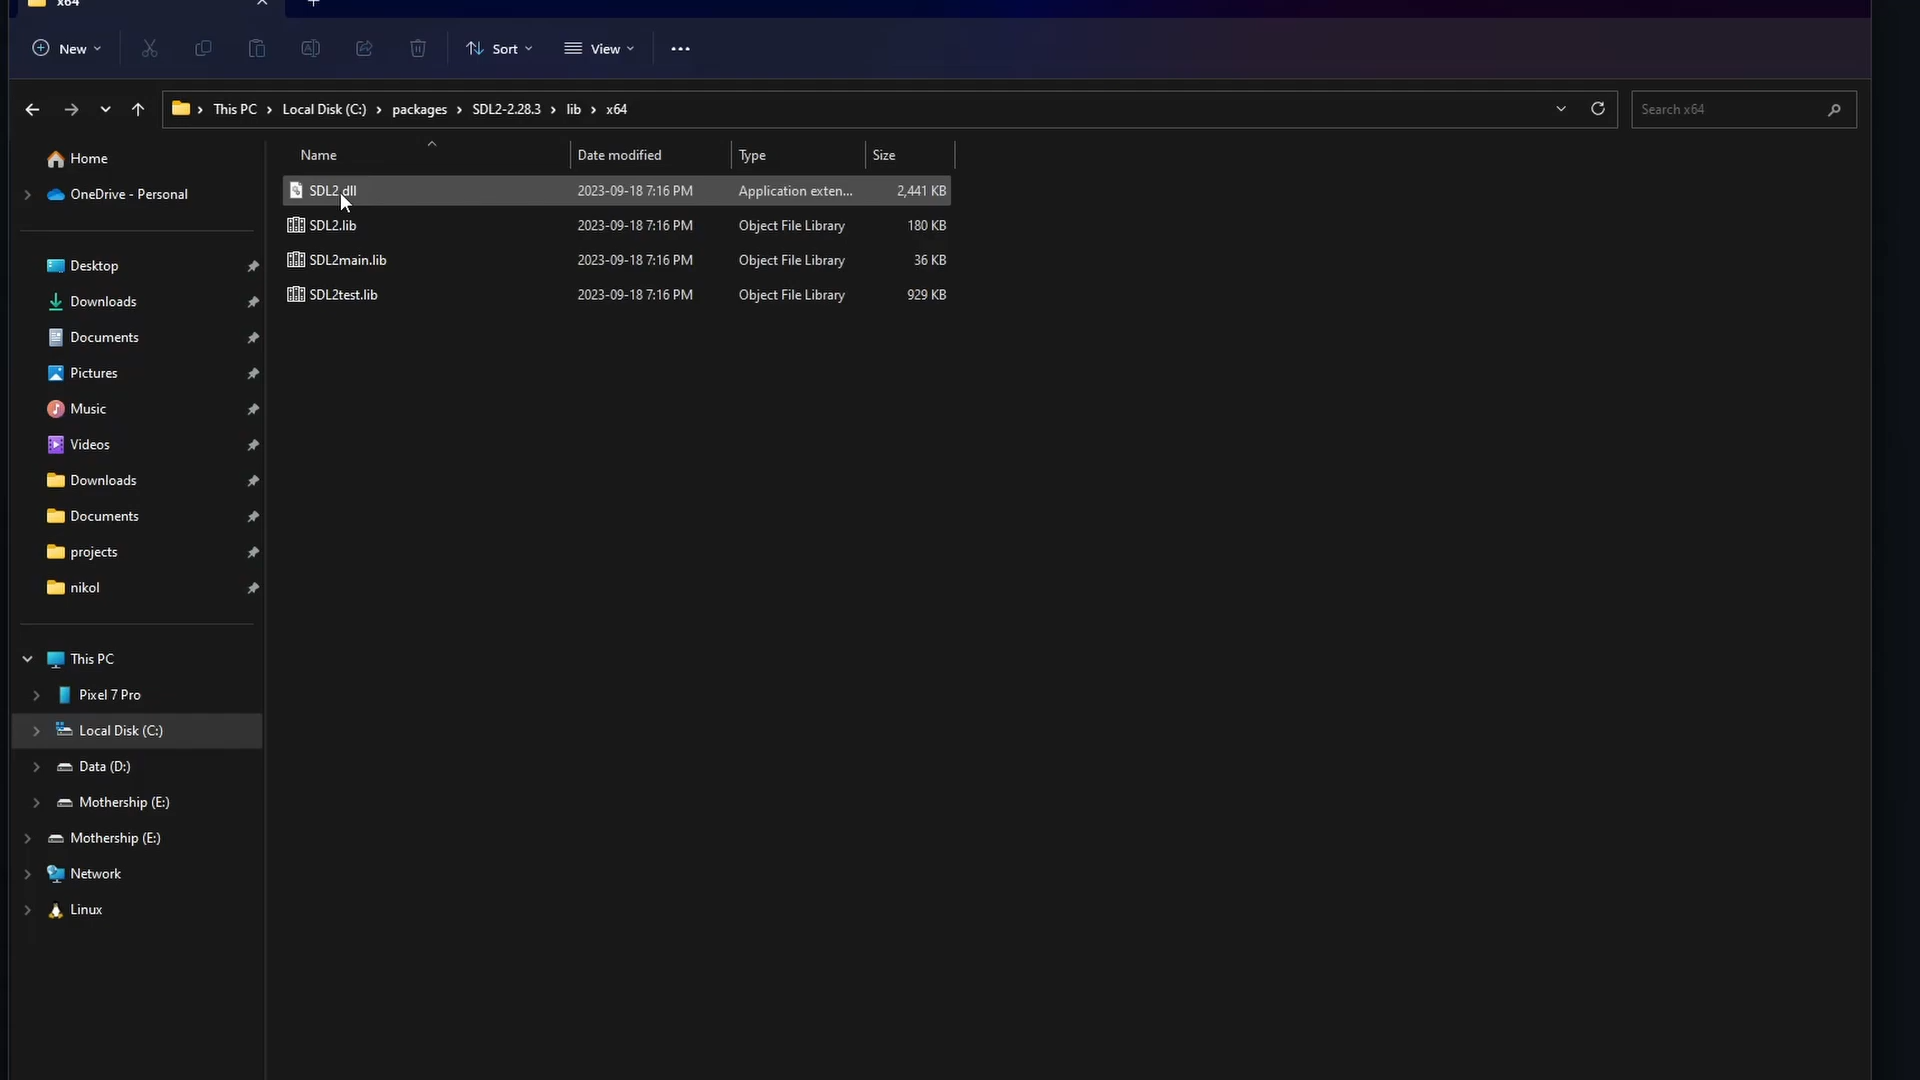 x64
New
Sort
View
This PC
Local Disk (C:)
packages
SDL2-2.28.3
lib
x64
Search x64
Name Date modified Type Size
SDL2.dll 2023-09-18 7:16 PM Application exten... 2,441 KB
SDL2.lib 2023-09-18 7:16 PM Object File Library 180 KB
SDL2main.lib 2023-09-18 7:16 PM Object File Library 36 KB
SDL2test.lib 2023-09-18 7:16 PM Object File Library 929 KB
Home
OneDrive - Personal
Desktop
Downloads
Documents
Pictures
Music
Videos
Downloads
Documents
projects
nikol
This PC
Pixel 7 Pro
Local Disk (C:)
Data (D:)
Mothership (E:)
Mothership (E:)
Network
Linux